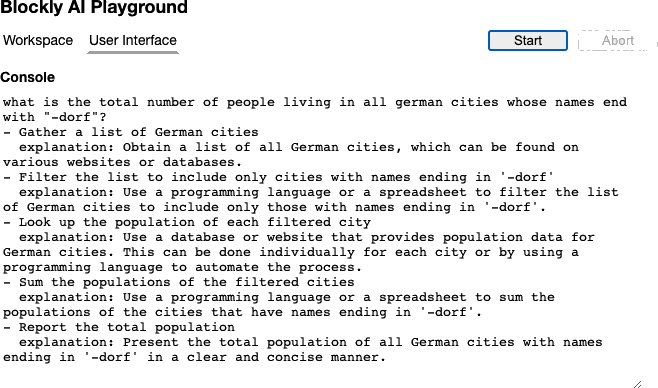 Blockly AI Playground
Workspace User Interface Start Abort
Console
what is the total number of people living in all german cities whose names end
with "-dorf"?
- Gather a list of German cities
explanation: Obtain a list of all German cities, which can be found on
various websites or databases.
- Filter the list to include only cities with names ending in '-dorf'
explanation: Use a programming language or a spreadsheet to filter the list
of German cities to include only those with names ending in '-dorf'.
- Look up the population of each filtered city
explanation: Use a database or website that provides population data for
German cities. This can be done individually for each city or by using a
programming language to automate the process.
- Sum the populations of the filtered cities
explanation: Use a programming language or a spreadsheet to sum the
populations of the cities that have names ending in '-dorf'.
- Report the total population
explanation: Present the total population of all German cities with names
ending in '-dorf' in a clear and concise manner.